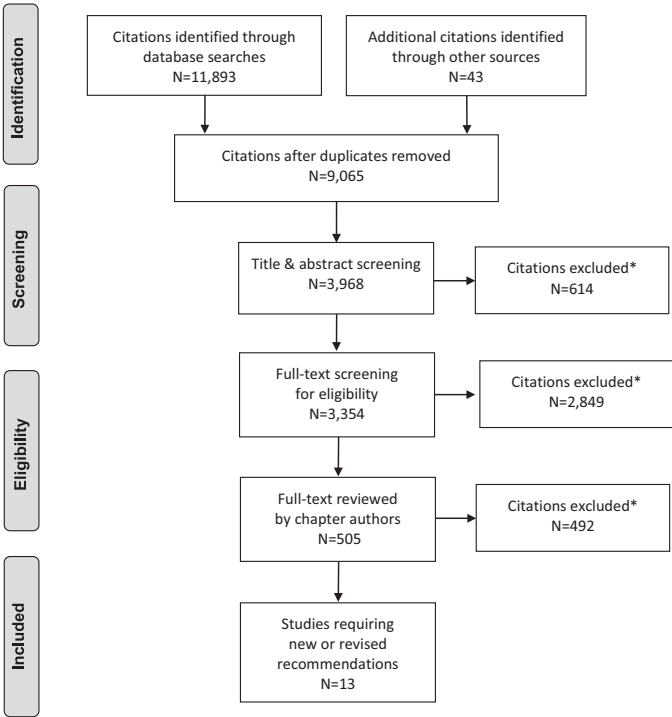 Identification
Citations identified through
database searches
N=11,893
Additional citations identified
through other sources
N=43
Citations after duplicates removed
N=9,065
Screening
Title & abstract screening
N=3,968
Citations excluded*
N=614
Full-text screening
for eligibility
N=3,354
Citations excluded*
N=2,849
Eligibility
Full-text reviewed
by chapter authors
N=505
Citations excluded*
N=492
Included
Studies requiring
new or revised
recommendations
N=13